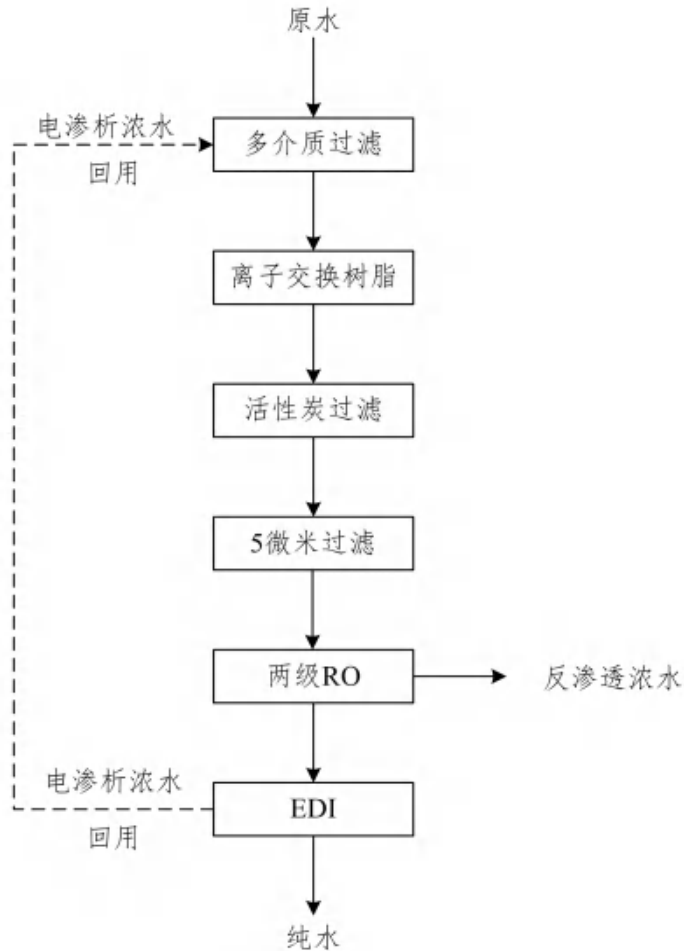 原水
电渗析浓水
回用
多介质过滤
离子交换树脂
活性炭过滤
5微米过滤
两级RO
反渗透浓水
电渗析浓水
回用
EDI
纯水